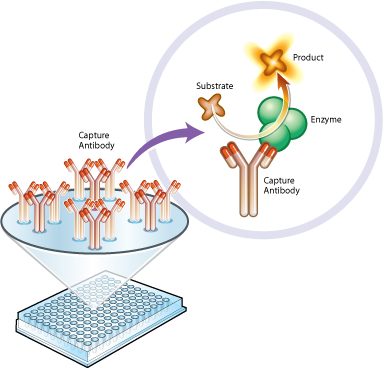 Product
Substrate
Enzyme
Capture
Antibody
Capture
Antibody